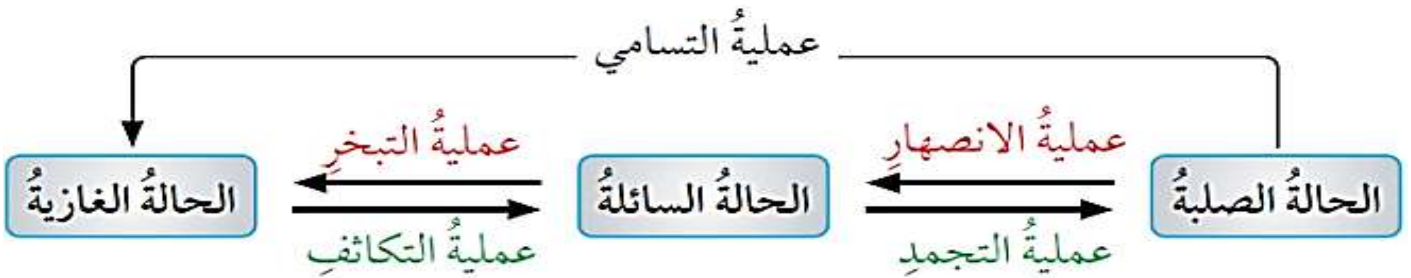 عمليةُ التسامي
عمليةُ الانصهارِ
عمليةُ التبخرِ
الحالةُ الصلبةُ
الحالةُ السائلةُ
الحالةُ الغازيةُ
عمليةُ التجمدِ
عمليةُ التكاثفِ